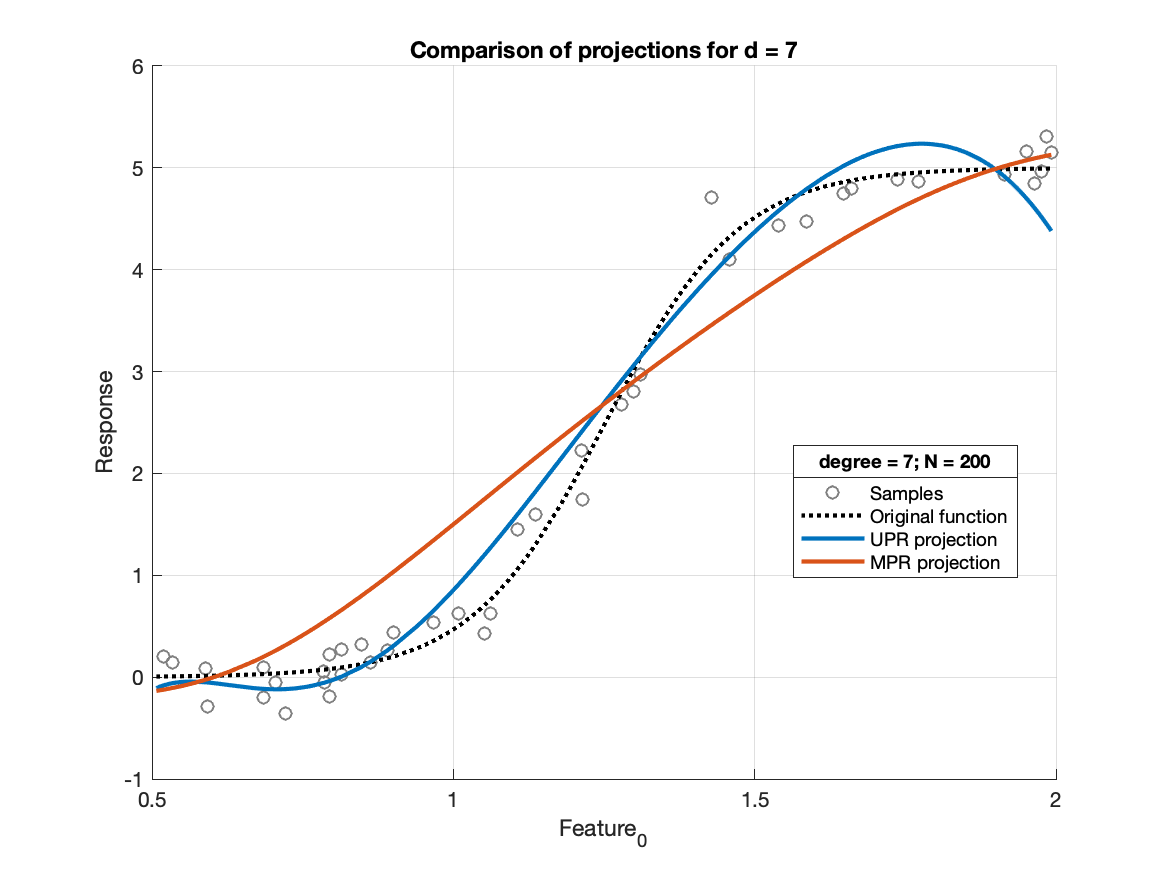 Comparison of projections for d = 7
6
5
4
3
2
1
0
-1
Response
degree = 7; N = 200
Samples
Original function
UPR projection
MPR projection
0.5 1 1.5 2
Feature₀